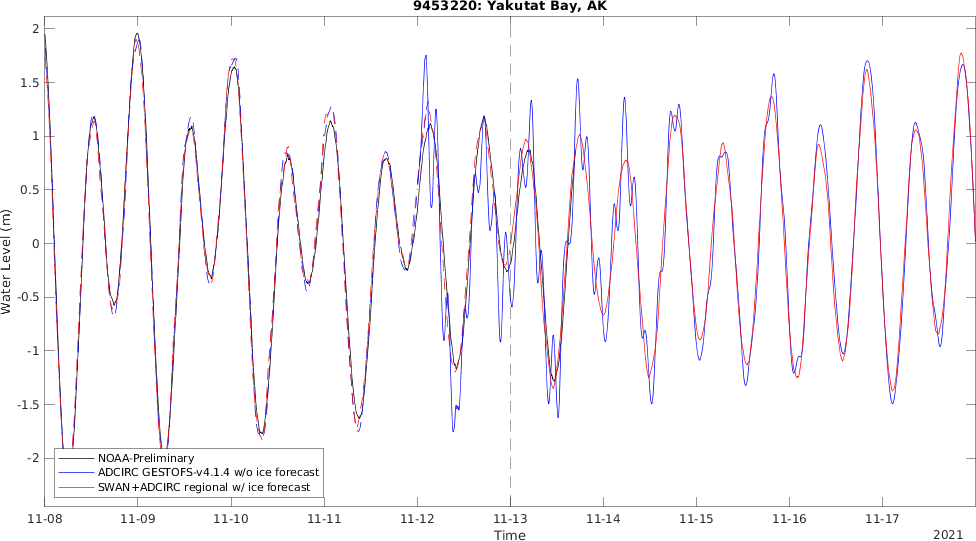 9453220: Yakutat Bay, AK
2
1.5
1
0.5
0
-0.5
-1
-1.5
-2
Water Level (m)
NOAA-Preliminary
ADCIRC GESTOFS-v4.1.4 w/o ice forecast
SWAN+ADCIRC regional w/ ice forecast
11-08 11-09 11-10 11-11 11-12 11-13 11-14 11-15 11-16 11-17
Time
2021